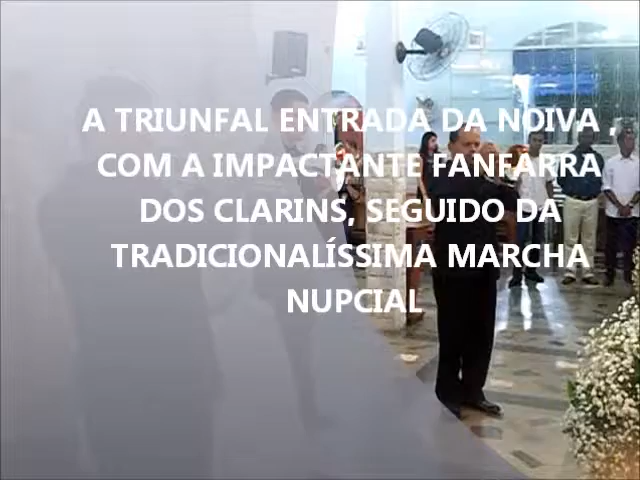 A TRIUNFAL ENTRADA DA NOIVA ,
COM A IMPACTANTE FANFARRA
DOS CLARINS, SEGUIDO DA
TRADICIONALÍSSIMA MARCHA
NUPCIAL